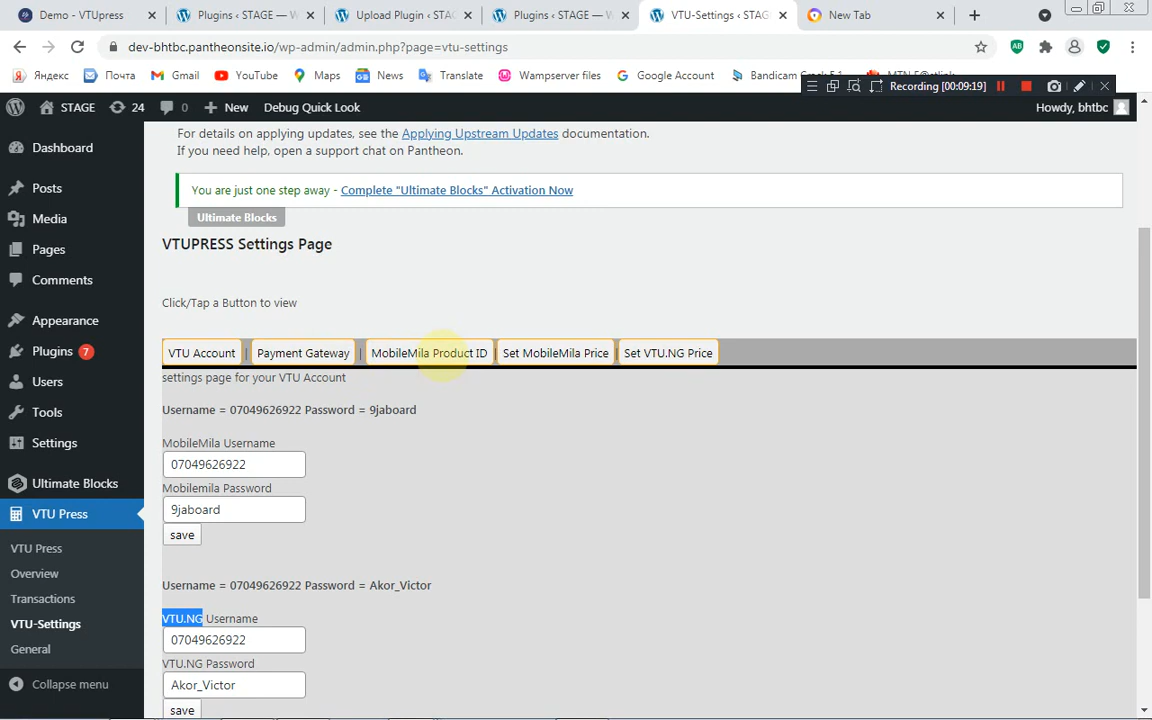 Demo - VTUpress
Plugins ‹ STAGE — W
Upload Plugin ‹ STAGE
Plugins ‹ STAGE — W
VTU-Settings ‹ STAG
New Tab
dev-bhtbc.pantheonsite.io/wp-admin/admin.php?page=vtu-settings
Яндекс
Почта
Gmail
YouTube
Maps
News
Translate
Wampserver files
Google Account
Recording [00:09:19]
STAGE
24
New
Debug Quick Look
Howdy, bhtbc
For details on applying updates, see the Applying Upstream Updates documentation.
If you need help, open a support chat on Pantheon.
You are just one step away - Complete "Ultimate Blocks" Activation Now
Ultimate Blocks
VTUPRESS Settings Page
Click/Tap a Button to view
VTU Account | Payment Gateway | MobileMila Product ID | Set MobileMila Price | Set VTU.NG Price
settings page for your VTU Account
Username = 07049626922 Password = 9jaboard
MobileMila Username
07049626922
Mobilemila Password
9jaboard
save
Username = 07049626922 Password = Akor_Victor
VTU.NG Username
07049626922
VTU.NG Password
Akor_Victor
save
Dashboard
Posts
Media
Pages
Comments
Appearance
Plugins 7
Users
Tools
Settings
Ultimate Blocks
VTU Press
VTU Press
Overview
Transactions
VTU-Settings
General
Collapse menu